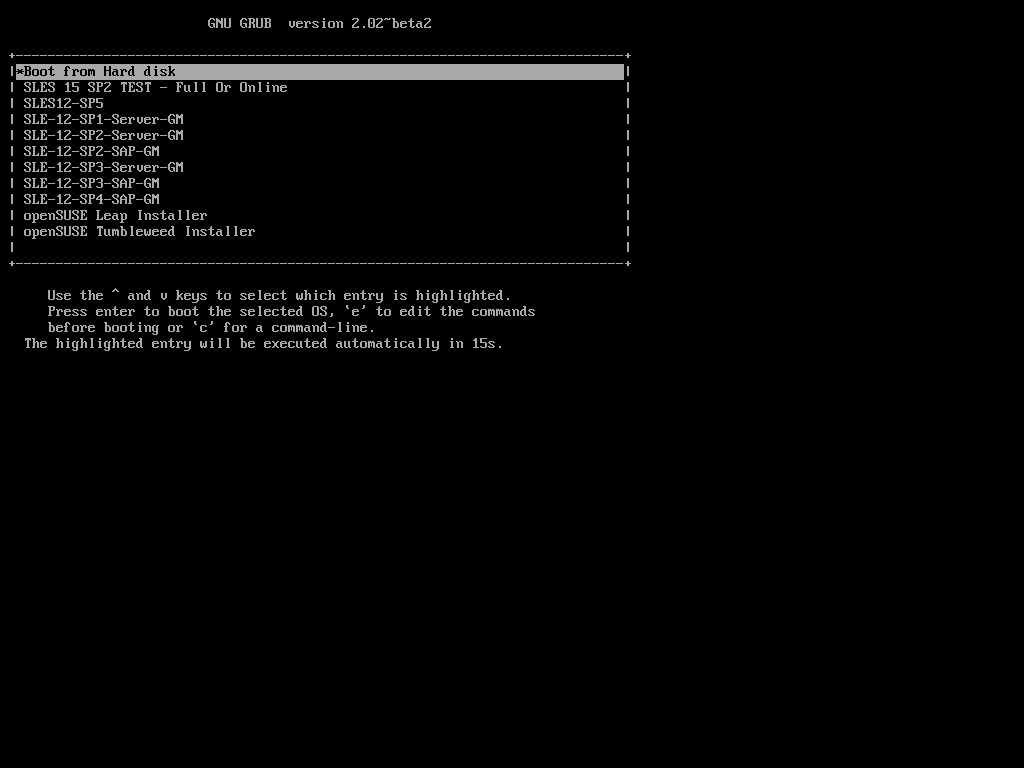 GNU GRUB  version 2.02~beta2
*Boot from Hard disk
SLES 15 SP2 TEST - Full Or Online
SLES12-SP5
SLE-12-SP1-Server-GM
SLE-12-SP2-Server-GM
SLE-12-SP2-SAP-GM
SLE-12-SP3-Server-GM
SLE-12-SP3-SAP-GM
SLE-12-SP4-SAP-GM
openSUSE Leap Installer
openSUSE Tumbleweed Installer
Use the ^ and v keys to select which entry is highlighted.
Press enter to boot the selected OS, `e' to edit the commands
before booting or `c' for a command-line.
The highlighted entry will be executed automatically in 15s.